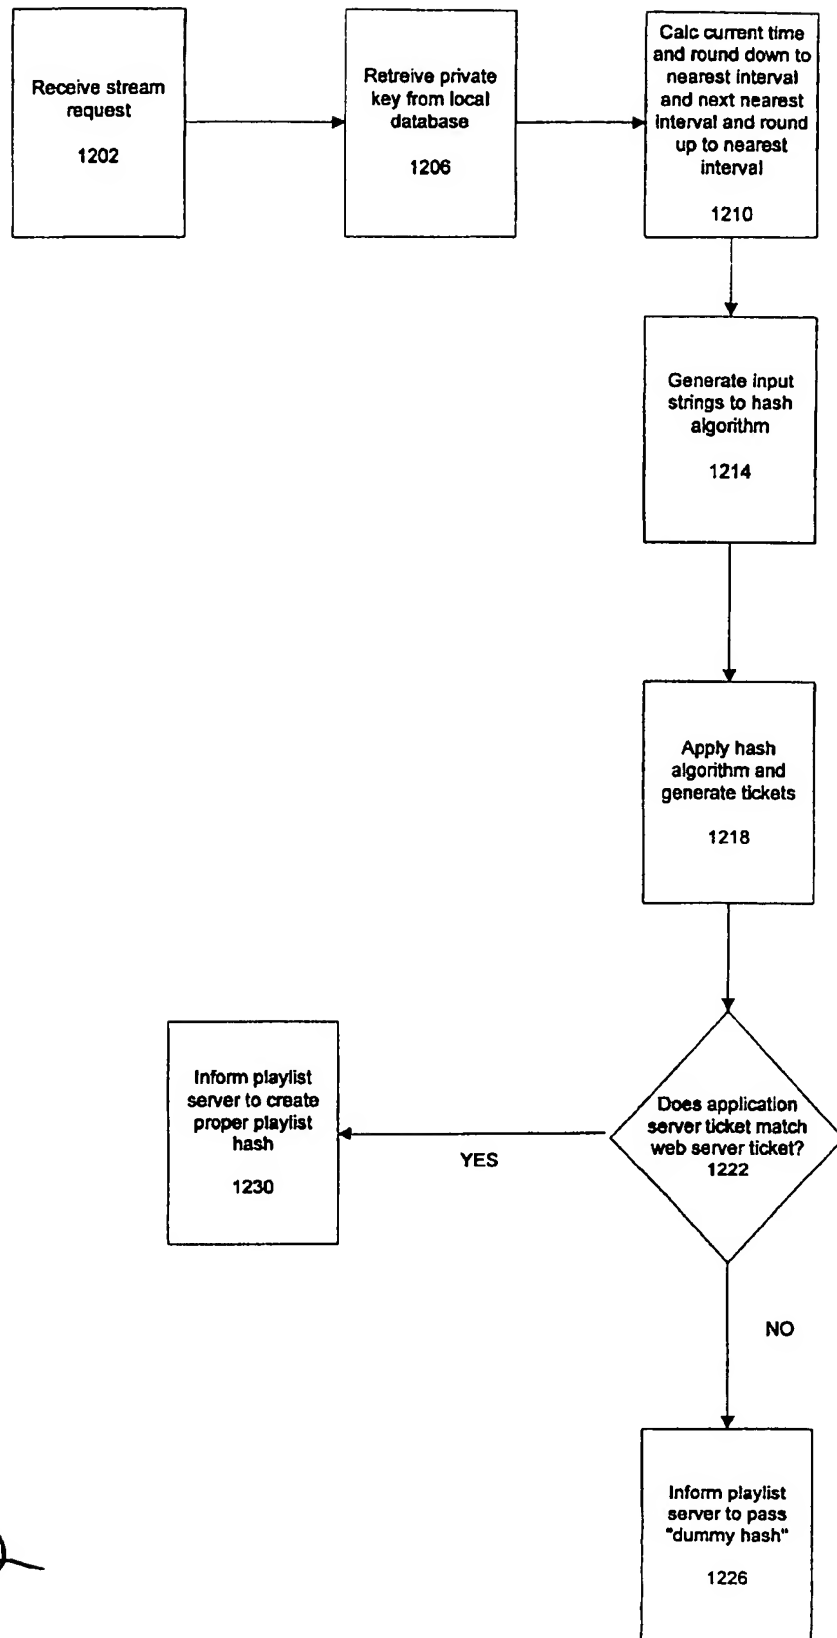 Receive stream
request
1202
Retreive private
key from local
database
1206
Calc current time
and round down to
nearest interval
and next nearest
interval and round
up to nearest
interval
1210
Generate input
strings to hash
algorithm
1214
Apply hash
algorithm and
generate tickets
1218
Does application
server ticket match
web server ticket?
1222
YES
Inform playlist
server to create
proper playlist
hash
1230
NO
Inform playlist
server to pass
"dummy hash"
1226